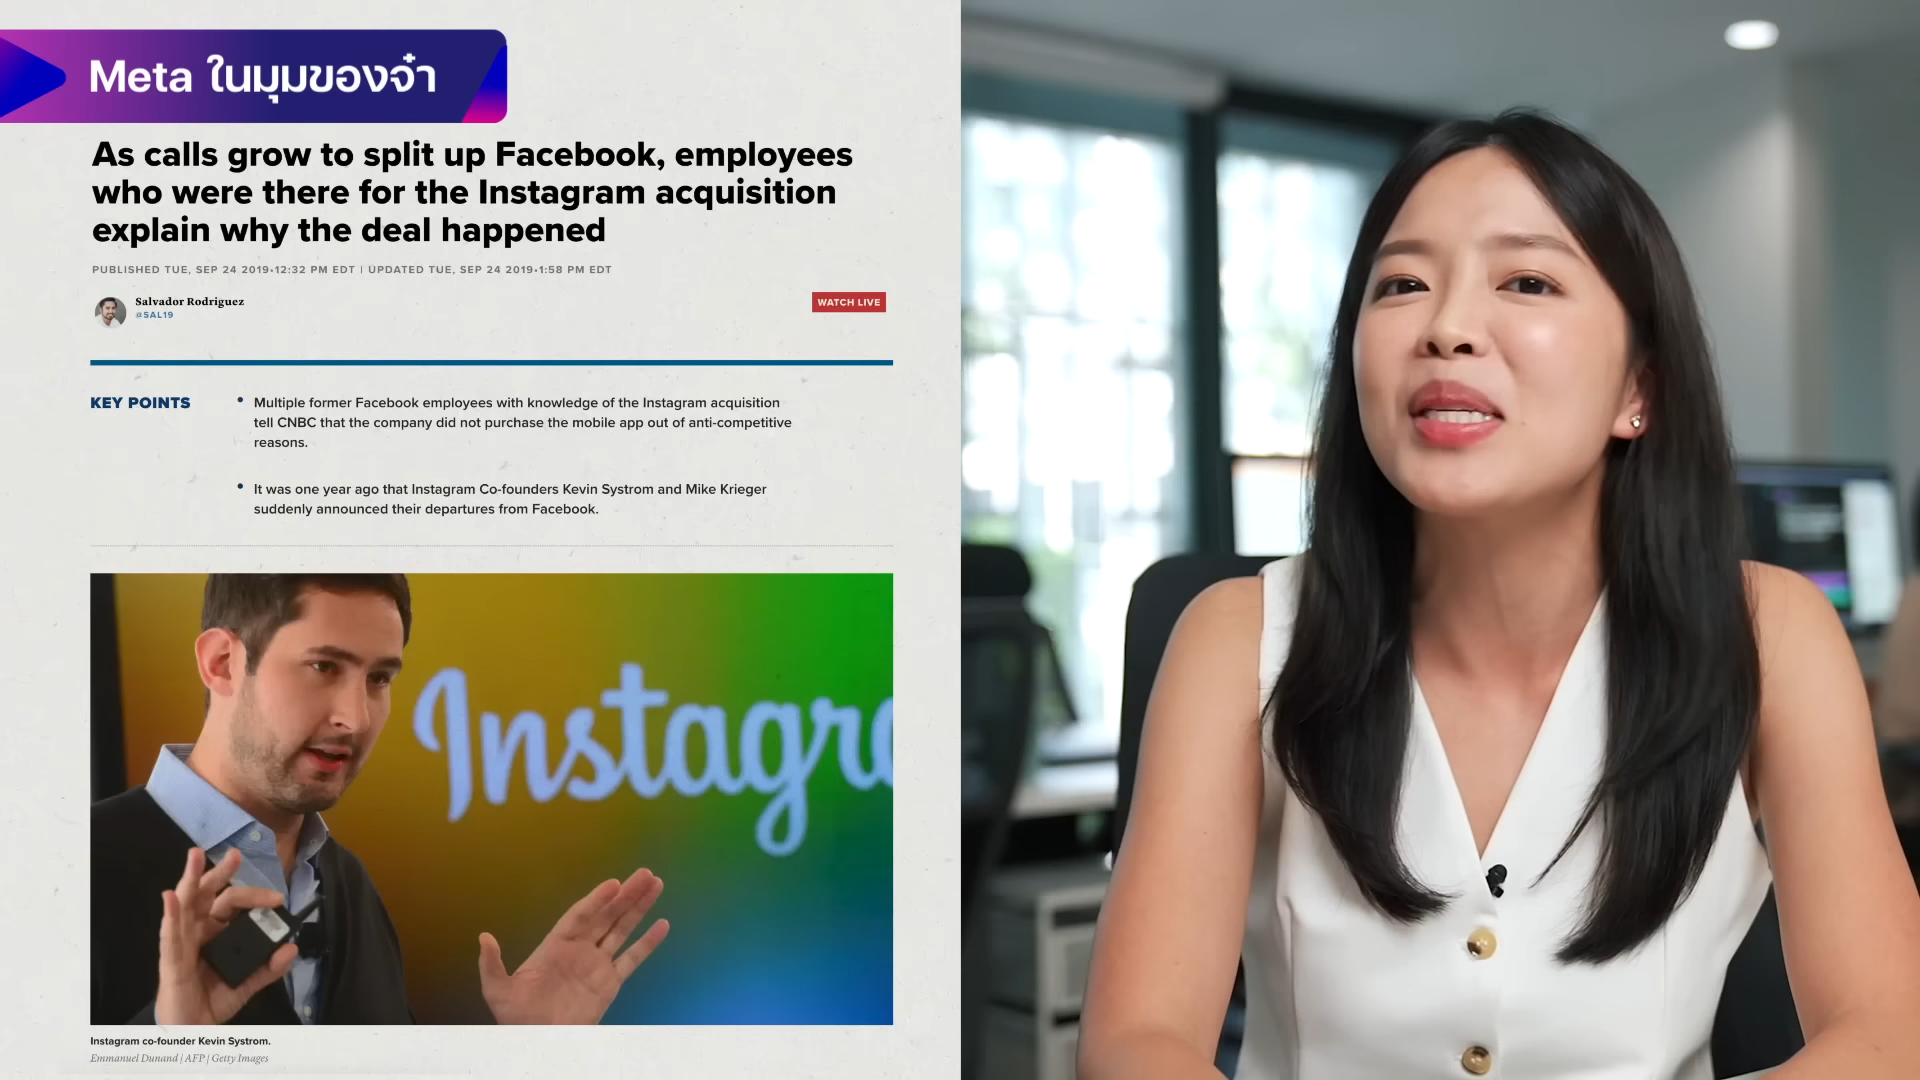 Meta ในมุมของจ๋า
As calls grow to split up Facebook, employees
who were there for the Instagram acquisition
explain why the deal happened
PUBLISHED TUE, SEP 24 2019•12:32 PM EDT | UPDATED TUE, SEP 24 2019•1:58 PM EDT
Salvador Rodriguez
@SAL19
WATCH LIVE
KEY POINTS
• Multiple former Facebook employees with knowledge of the Instagram acquisition
tell CNBC that the company did not purchase the mobile app out of anti-competitive
reasons.
• It was one year ago that Instagram Co-founders Kevin Systrom and Mike Krieger
suddenly announced their departures from Facebook.
Instagra
Instagram co-founder Kevin Systrom.
Emmanuel Dunand | AFP | Getty Images